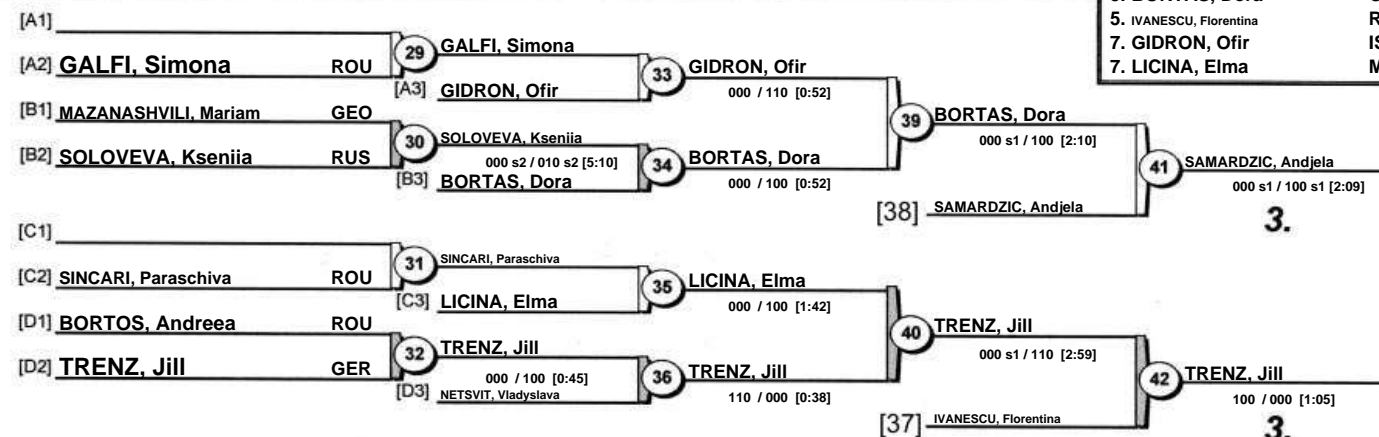 5. IVANESCU, Florentina R
7. GIDRON, Ofir IS
7. LICINA, Elma M
[A1]
[A2] GALFI, Simona ROU
29 GALFI, Simona
[A3] GIDRON, Ofir
33 GIDRON, Ofir
000 / 110 [0:52]
[B1] MAZANASHVILI, Mariam GEO
[B2] SOLOVEVA, Kseniia RUS
30 SOLOVEVA, Kseniia
000 s2 / 010 s2 [5:10]
[B3] BORTAS, Dora
34 BORTAS, Dora
000 / 100 [0:52]
39 BORTAS, Dora
000 s1 / 100 [2:10]
[38] SAMARDZIC, Andjela
41 SAMARDZIC, Andjela
000 s1 / 100 s1 [2:09]
3.
[C1]
[C2] SINCARI, Paraschiva ROU
31 SINCARI, Paraschiva
[C3] LICINA, Elma
35 LICINA, Elma
000 / 100 [1:42]
[D1] BORTOS, Andreea ROU
[D2] TRENZ, Jill GER
32 TRENZ, Jill
000 / 100 [0:45]
[D3] NETSVIT, Vladyslava
36 TRENZ, Jill
110 / 000 [0:38]
40 TRENZ, Jill
000 s1 / 110 [2:59]
[37] IVANESCU, Florentina
42 TRENZ, Jill
100 / 000 [1:05]
3.